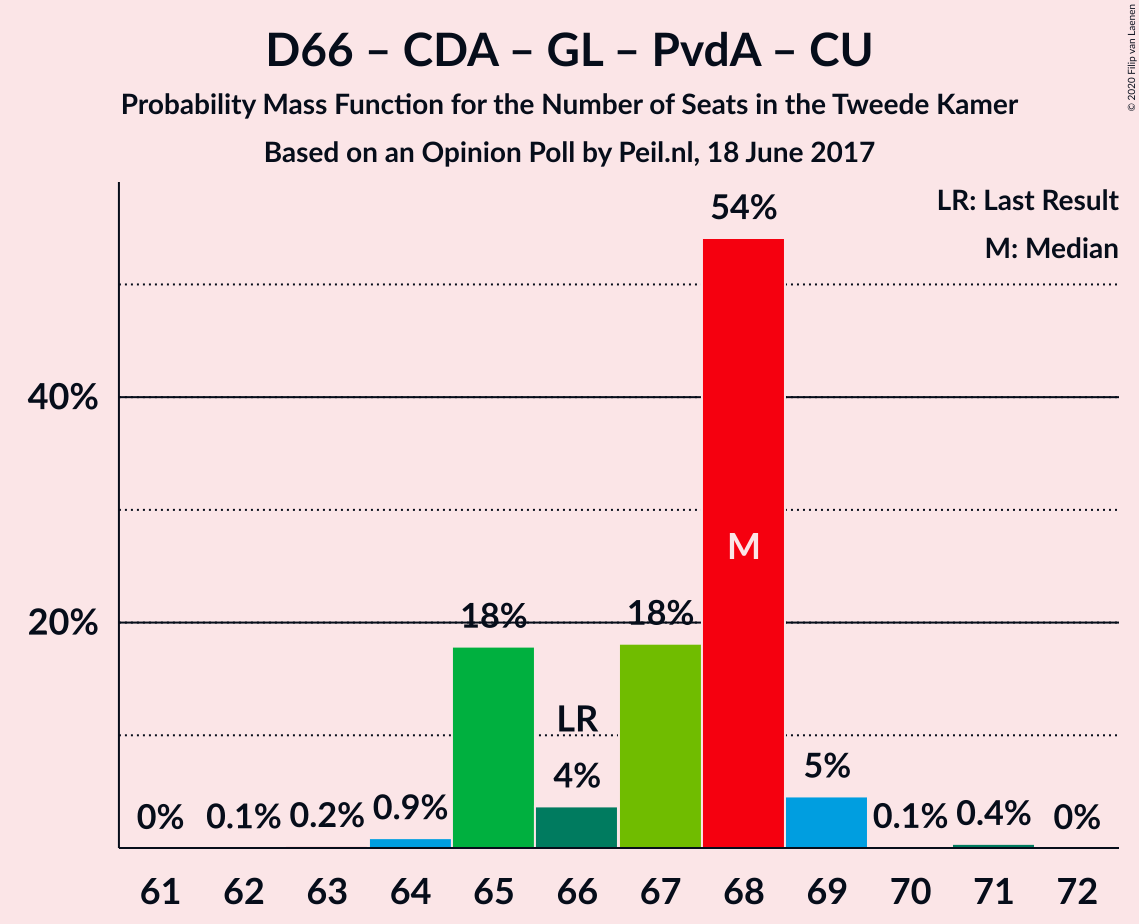 D66 – CDA – GL – PvdA – CU
Probability Mass Function for the Number of Seats in the Tweede Kamer
Based on an Opinion Poll by Peil.nl, 18 June 2017
© 2020 Filip van Laenen
LR: Last Result
M: Median
54%
40%
M
20%
18%
18%
LR
4%
5%
0%
0.1%
0.2%
0.9%
0.1%
0.4%
0%
61 62 63 64 65 66 67 68 69 70 71 72